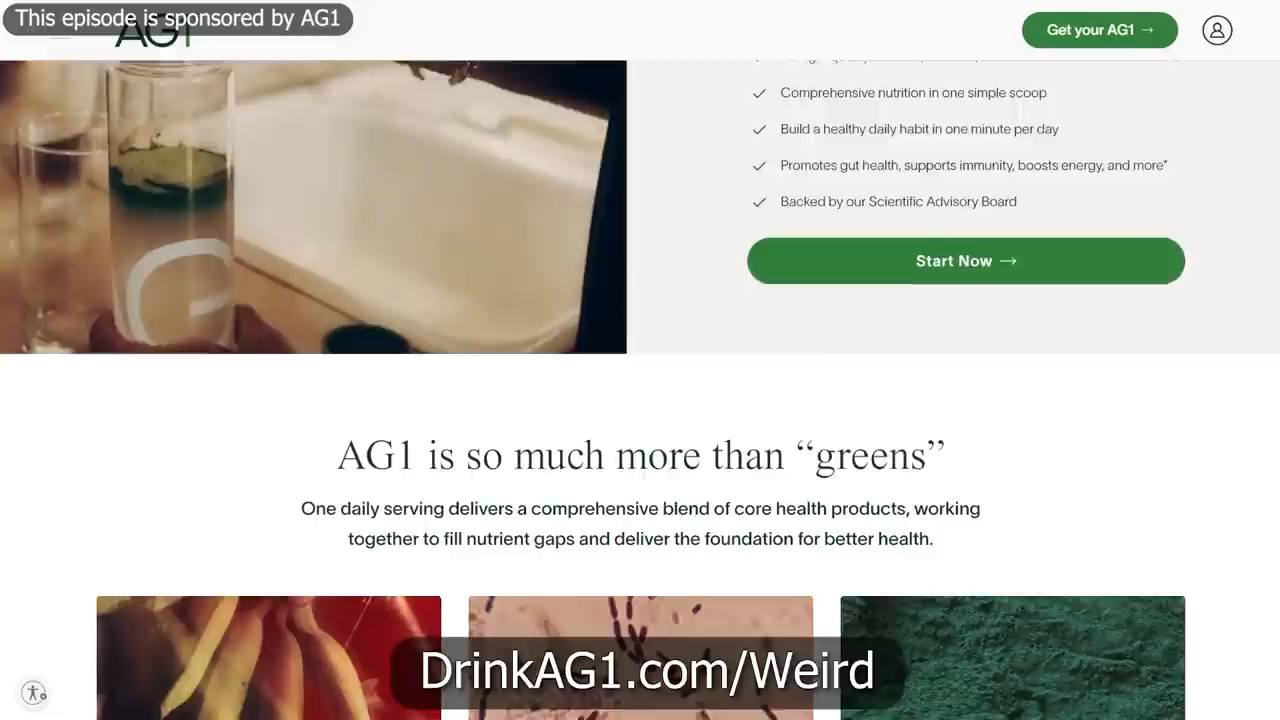 This episode is sponsored by AG1
AG1
Get your AG1 →
Comprehensive nutrition in one simple scoop
Build a healthy daily habit in one minute per day
Promotes gut health, supports immunity, boosts energy, and more*
Backed by our Scientific Advisory Board
Start Now →
AG1 is so much more than “greens”
One daily serving delivers a comprehensive blend of core health products, working
together to fill nutrient gaps and deliver the foundation for better health.
DrinkAG1.com/Weird